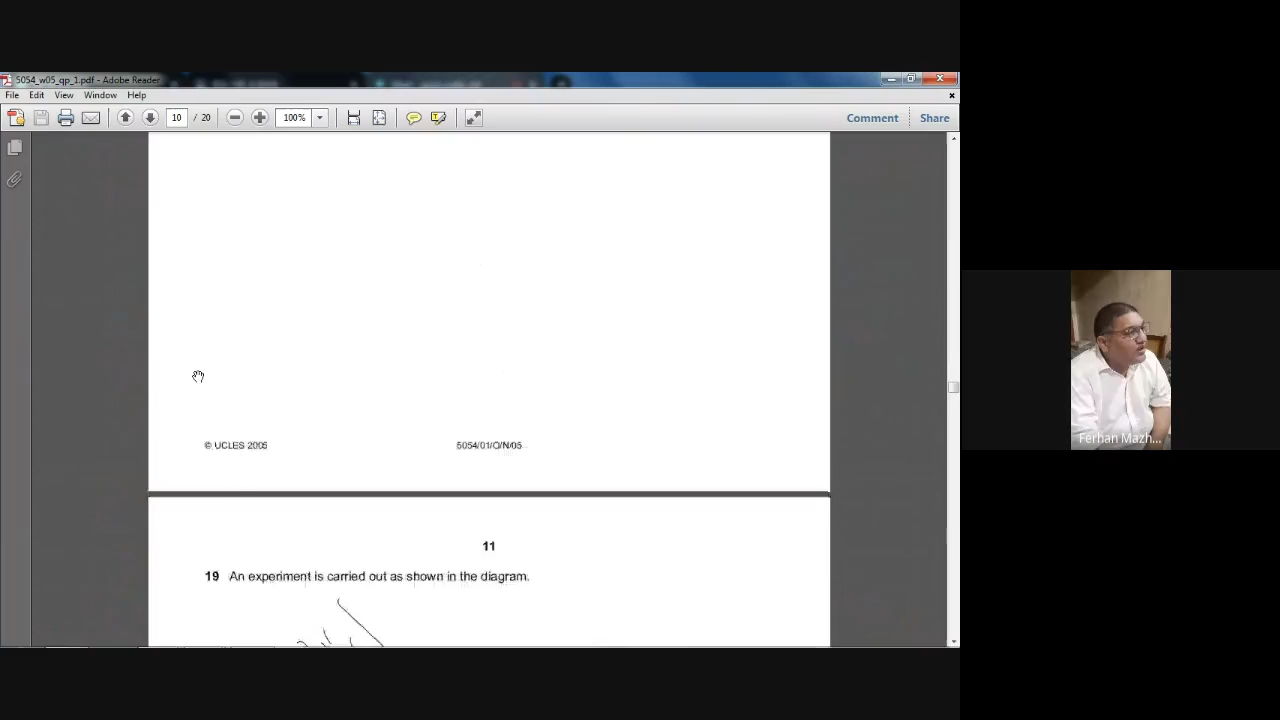 5054_w05_qp_1.pdf - Adobe Reader
File Edit View Window Help
10 / 20 100% Comment Share
© UCLES 2005 5054/01/O/N/05
11
19 An experiment is carried out as shown in the diagram.
Ferhan Mazh...